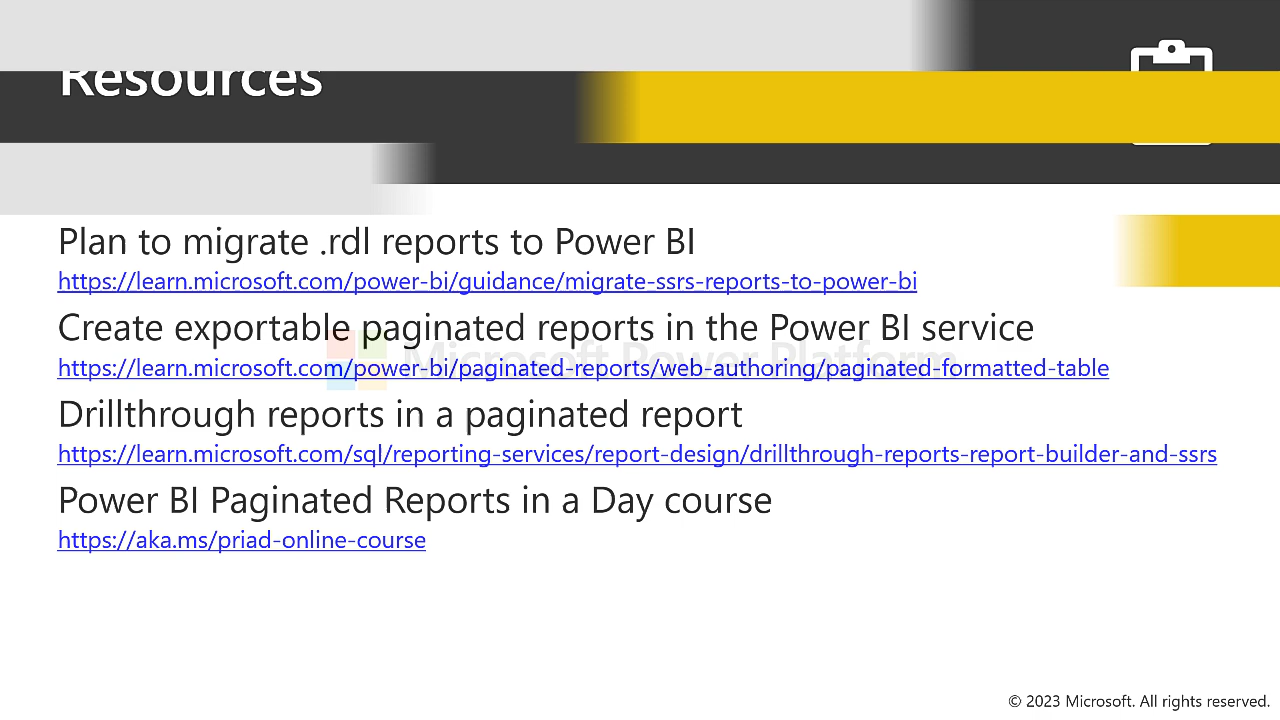 Resources
Plan to migrate .rdl reports to Power BI
https://learn.microsoft.com/power-bi/guidance/migrate-ssrs-reports-to-power-bi
Create exportable paginated reports in the Power BI service
https://learn.microsoft.com/power-bi/paginated-reports/web-authoring/paginated-formatted-table
Microsoft Power Platform
Drillthrough reports in a paginated report
https://learn.microsoft.com/sql/reporting-services/report-design/drillthrough-reports-report-builder-and-ssrs
Power BI Paginated Reports in a Day course
https://aka.ms/priad-online-course
© 2023 Microsoft. All rights reserved.